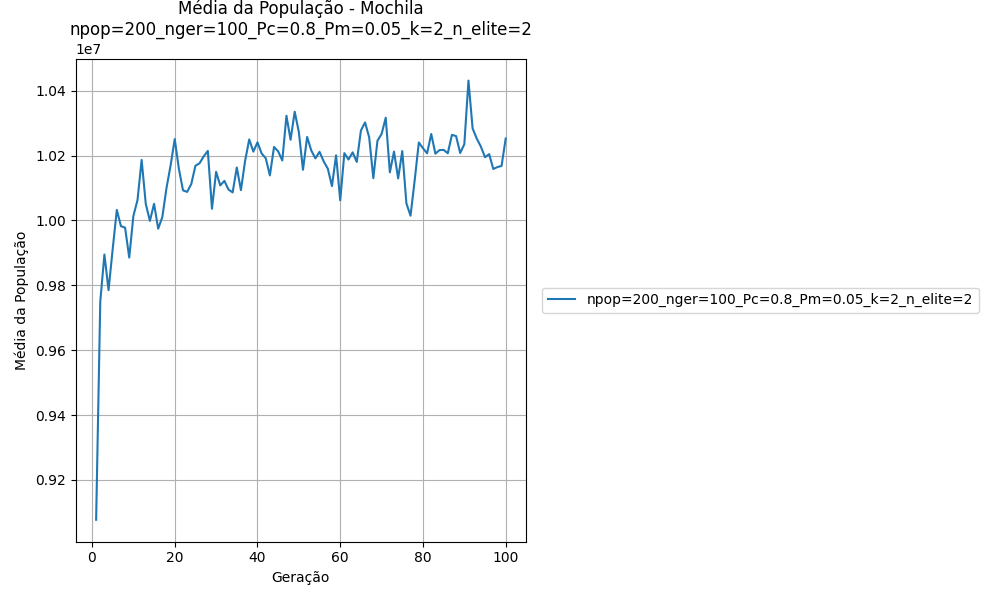 Média da População - Mochila
npop=200_nger=100_Pc=0.8_Pm=0.05_k=2_n_elite=2
1e7
1.04
1.02
1.00
0.98
0.96
0.94
0.92
Média da População
0 20 40 60 80 100
Geração
npop=200_nger=100_Pc=0.8_Pm=0.05_k=2_n_elite=2